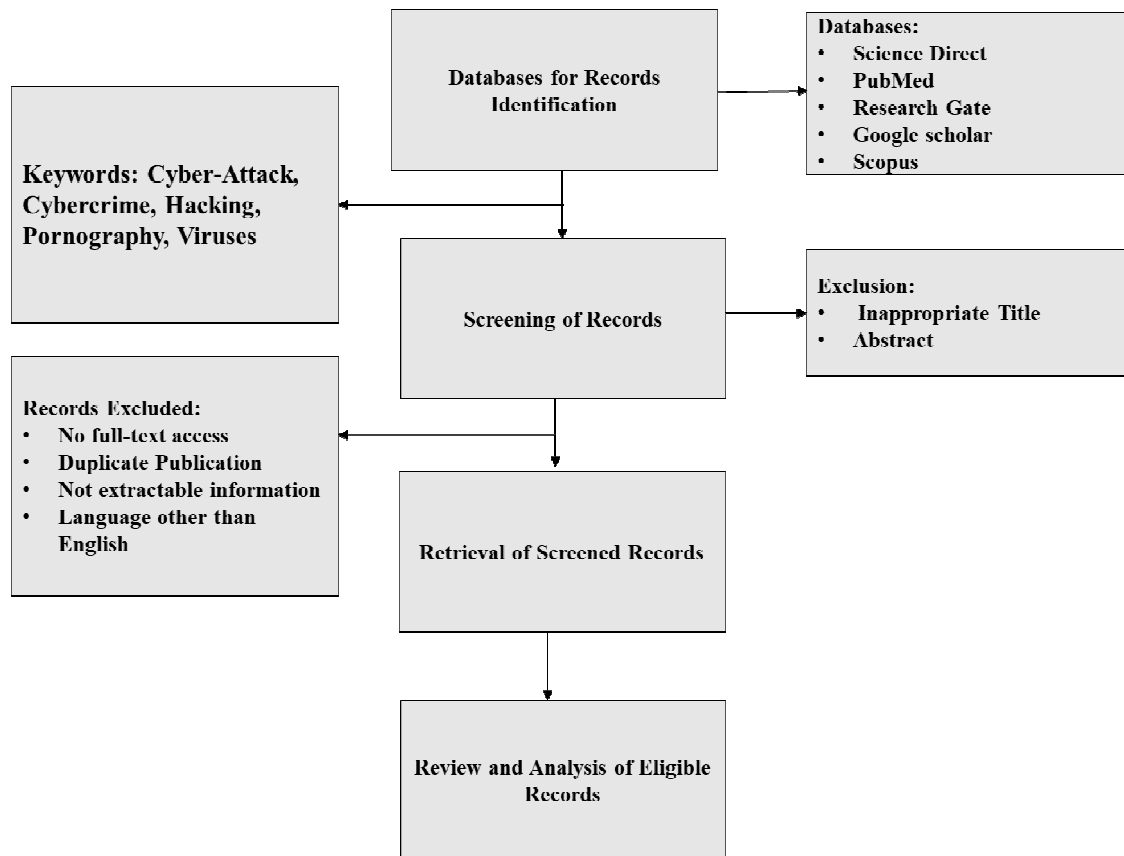 Databases for Records
Identification
Databases:
• Science Direct
• PubMed
• Research Gate
• Google scholar
• Scopus
Keywords: Cyber-Attack,
Cybercrime, Hacking,
Pornography, Viruses
Screening of Records
Exclusion:
• Inappropriate Title
• Abstract
Records Excluded:
• No full-text access
• Duplicate Publication
• Not extractable information
• Language other than
English
Retrieval of Screened Records
Review and Analysis of Eligible
Records